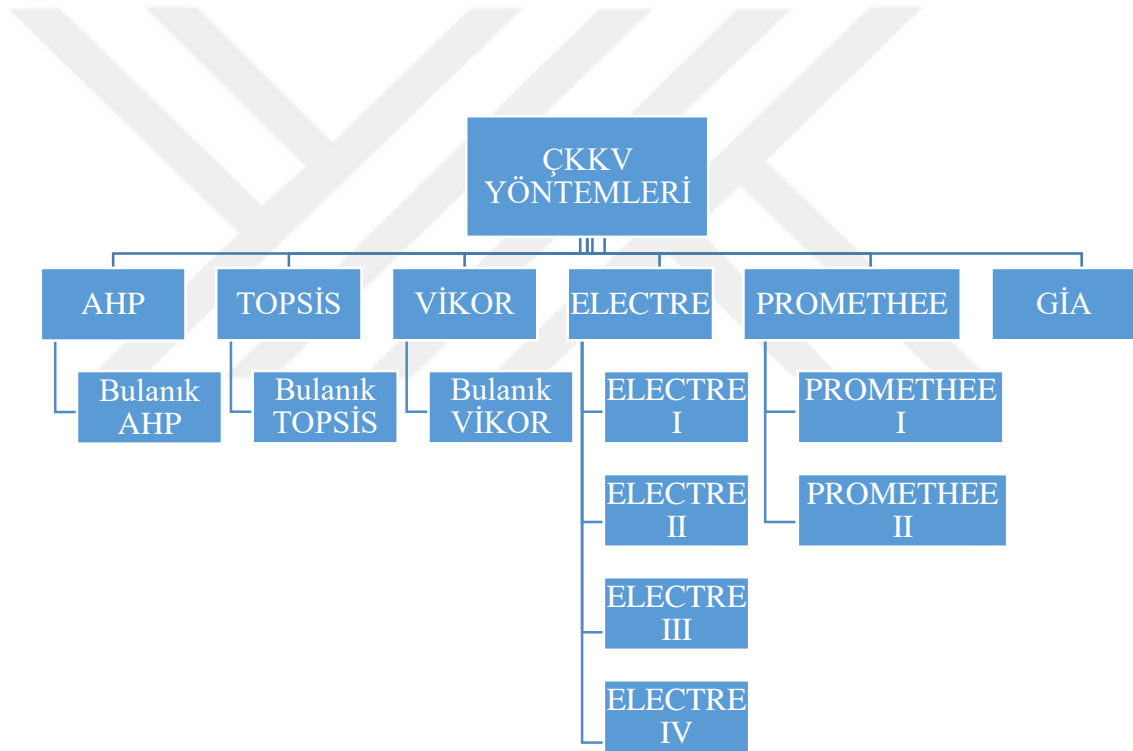 ÇKKV
YÖNTEMLERİ
AHP
TOPSİS
VİKOR
ELECTRE
PROMETHEE
GİA
Bulanık
AHP
Bulanık
TOPSİS
Bulanık
VİKOR
ELECTRE
I
ELECTRE
II
ELECTRE
III
ELECTRE
IV
PROMETHEE
I
PROMETHEE
II